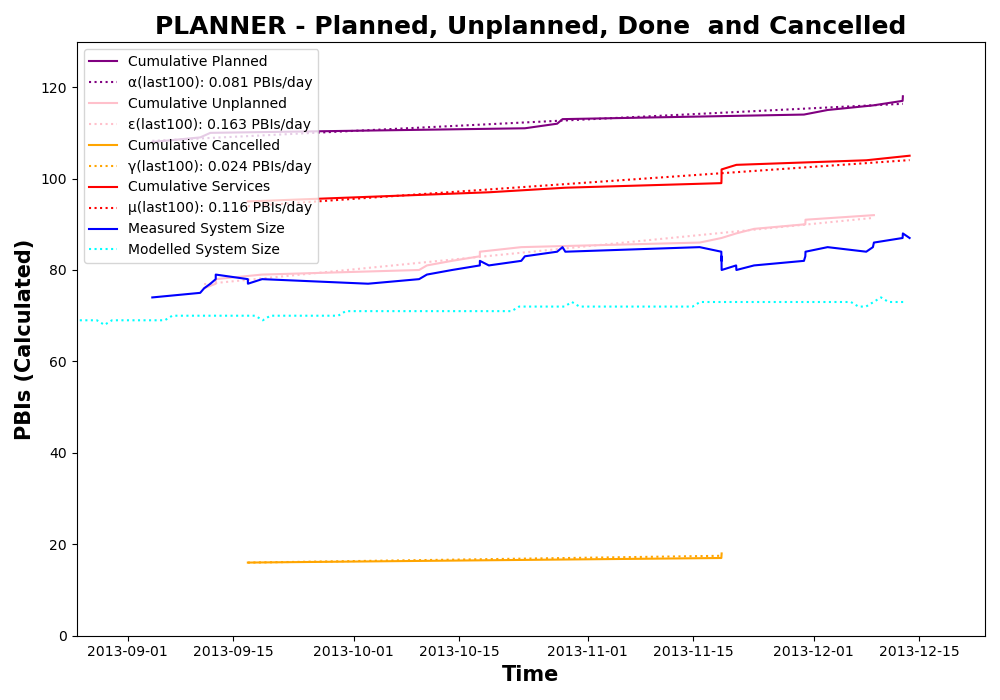 PLANNER - Planned, Unplanned, Done  and Cancelled
Cumulative Planned
α(last100): 0.081 PBIs/day
Cumulative Unplanned
ε(last100): 0.163 PBIs/day
Cumulative Cancelled
γ(last100): 0.024 PBIs/day
Cumulative Services
μ(last100): 0.116 PBIs/day
Measured System Size
Modelled System Size
PBIs (Calculated)
120
100
80
60
40
20
0
2013-09-01
2013-09-15
2013-10-01
2013-10-15
2013-11-01
2013-11-15
2013-12-01
2013-12-15
Time